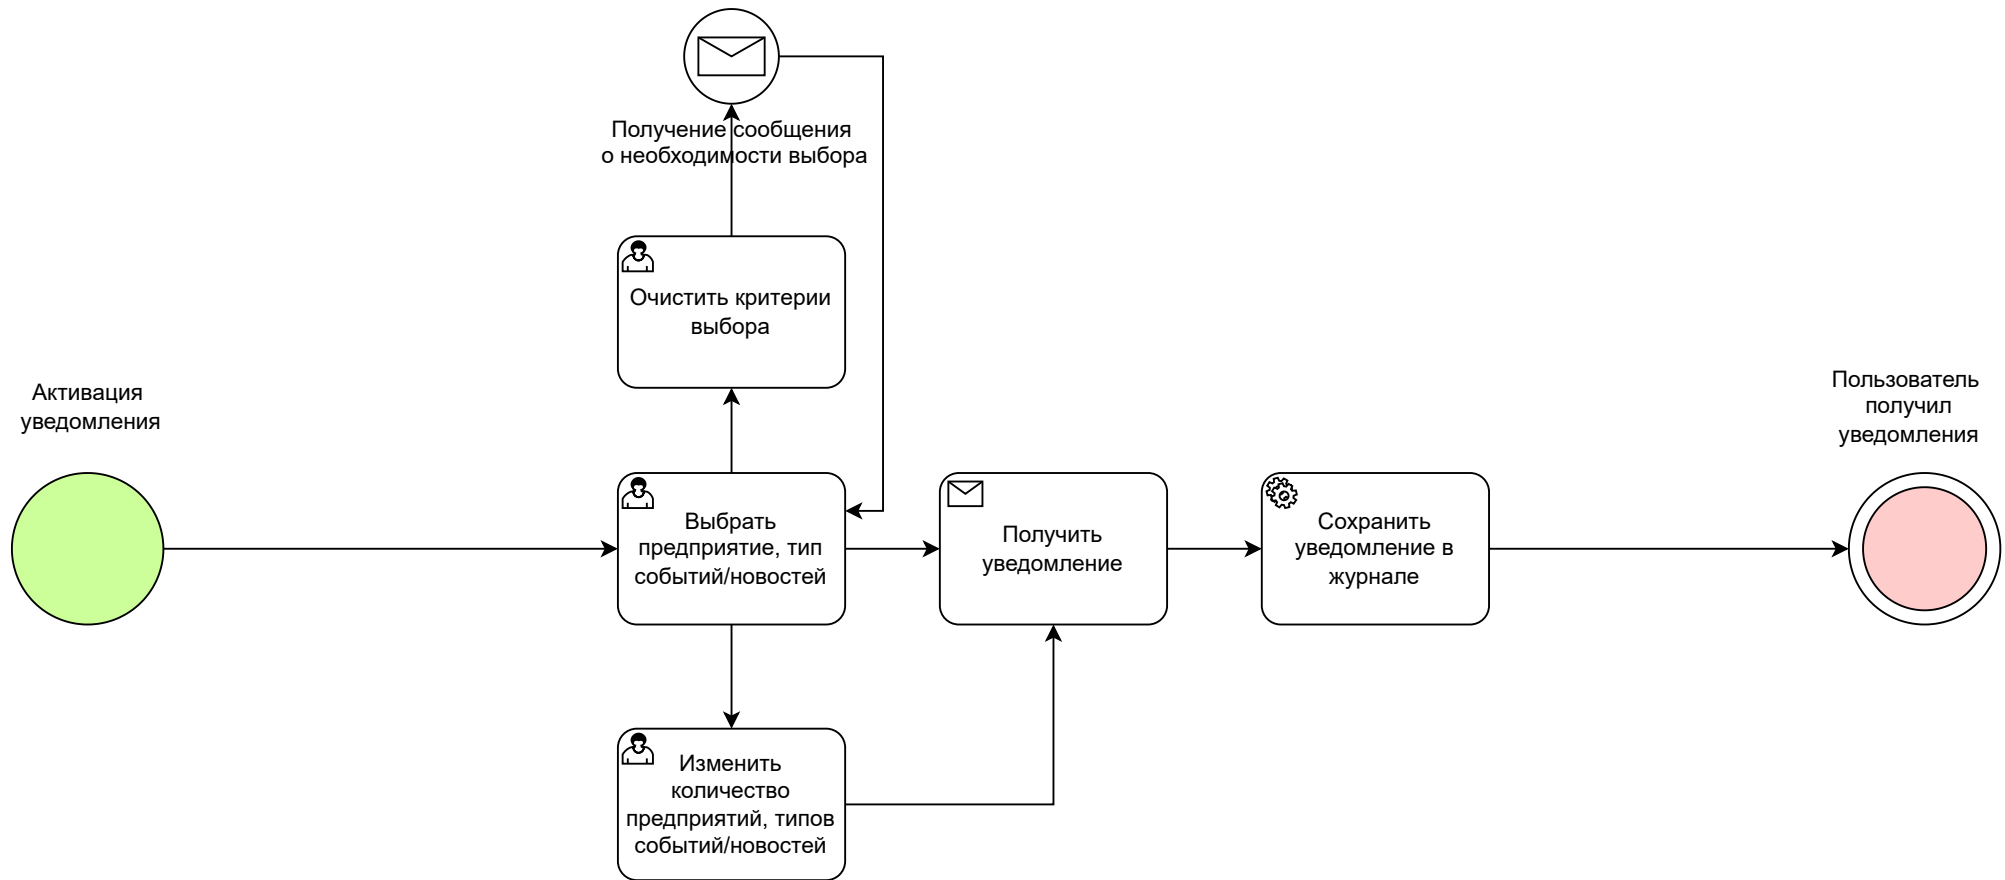 Получение сообщения
о необходимости выбора
Очистить критерии
выбора
Активация
уведомления
Пользователь
получил
уведомления
Выбрать
предприятие, тип
событий/новостей
Получить
уведомление
Сохранить
уведомление в
журнале
Изменить
количество
предприятий, типов
событий/новостей